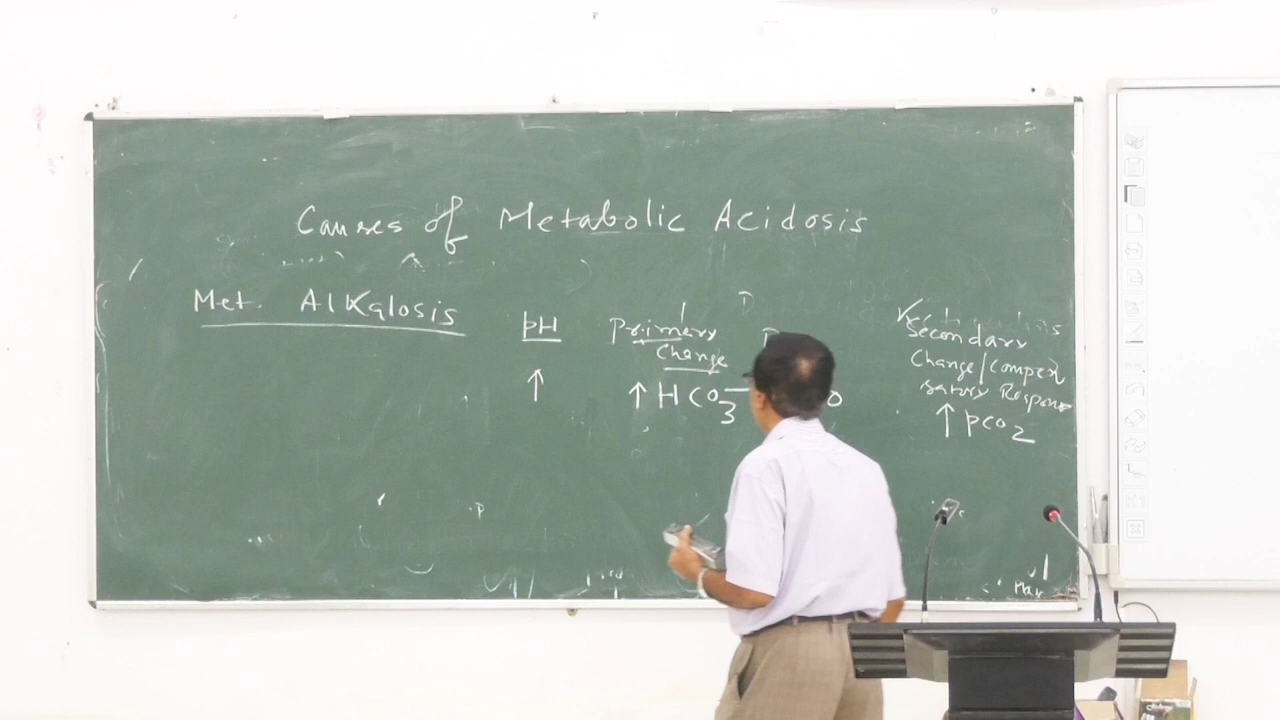 Causes of Metabolic Acidosis
Met. Alkalosis
pH
↑
Primary
Change
↑ HCO3-
Secondary
Change/Compen
satory Response
↑ pCO2